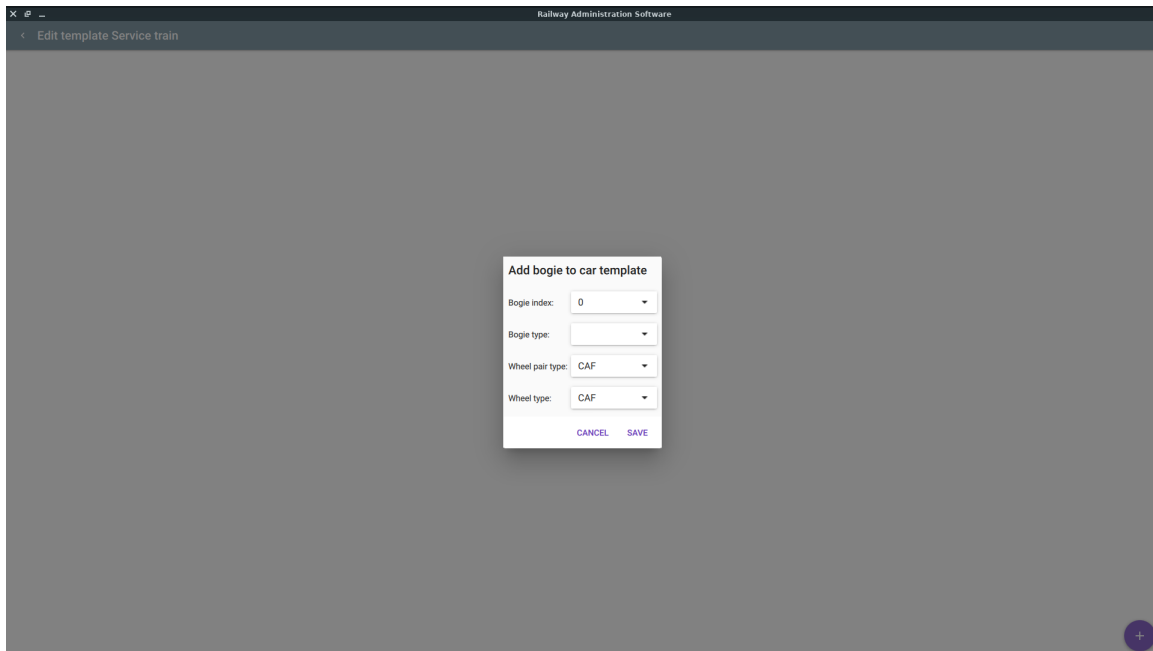 Railway Administration Software
Edit template Service train
Add bogie to car template
Bogie index: 0
Bogie type:
Wheel pair type: CAF
Wheel type: CAF
CANCEL SAVE
+